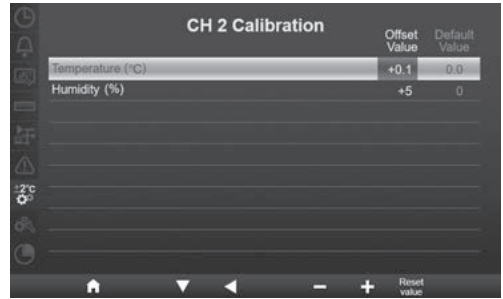 CH 2 Calibration
Offset Value
Default Value
Temperature (°C) +0.1 0.0
Humidity (%) +5 0
±2°C
Reset value